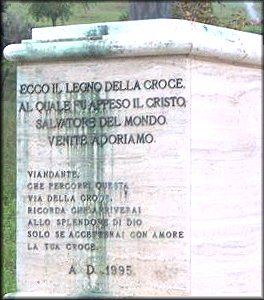 ECCO IL LEGNO DELLA CROCE,
AL QUALE FU APPESO IL CRISTO,
SALVATORE DEL MONDO.
VENITE ADORIAMO.
VIANDANTE,
CHE PERCORRI QUESTA
VIA DELLA CROCE,
RICORDA CHE ARRIVERAI
ALLO SPLENDORE DI DIO
SOLO SE ACCETTERAI CON AMORE
LA TUA CROCE.
A. D. 1995